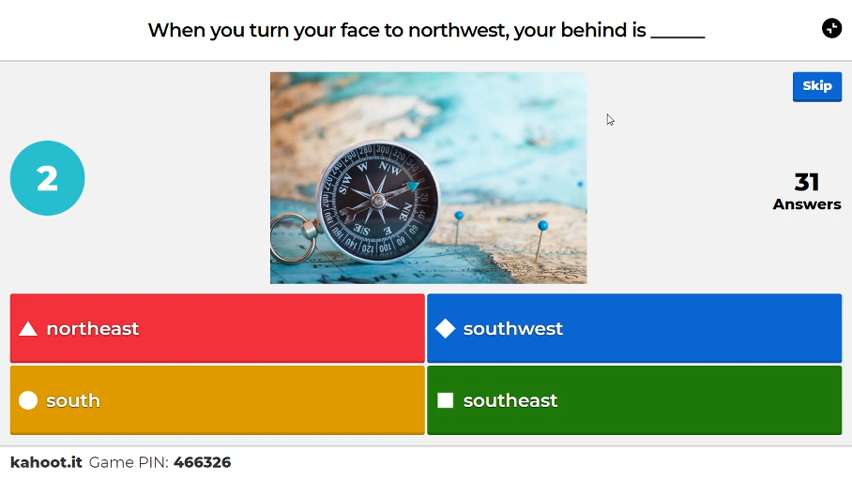 When you turn your face to northwest, your behind is ______
Skip
2
31
Answers
northeast
southwest
south
southeast
kahoot.it Game PIN: 466326